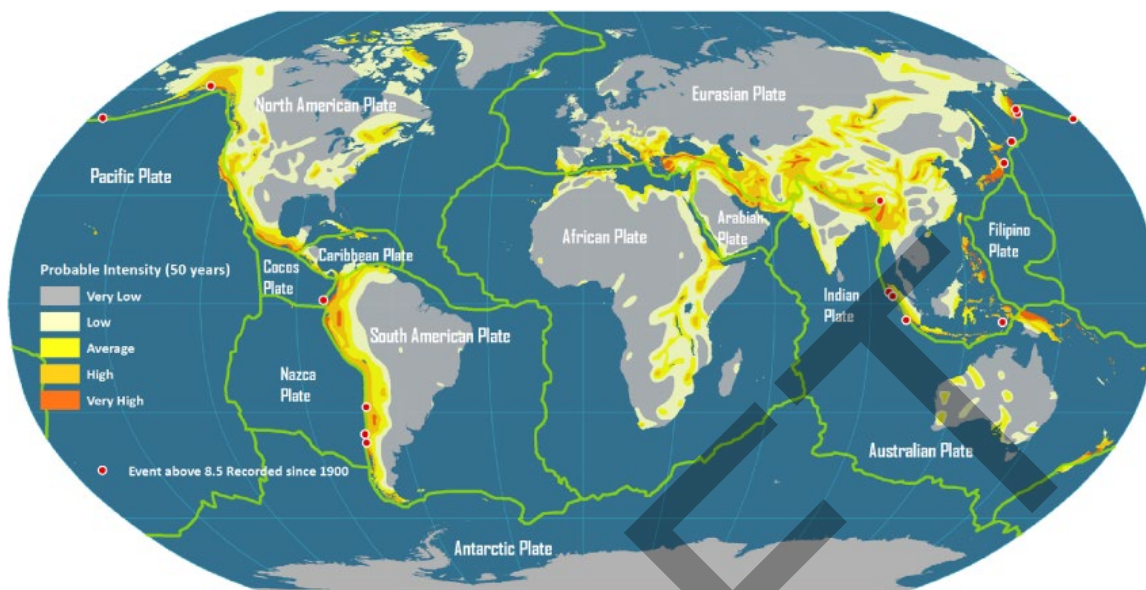 North American Plate
Eurasian Plate
Pacific Plate
Arabian
Plate
African Plate
Filipino
Plate
Caribbean Plate
Cocos
Plate
Indian
Plate
South American Plate
Nazca
Plate
Australian Plate
Antarctic Plate
Probable Intensity (50 years)
Very Low
Low
Average
High
Very High
Event above 8.5 Recorded since 1900
CT